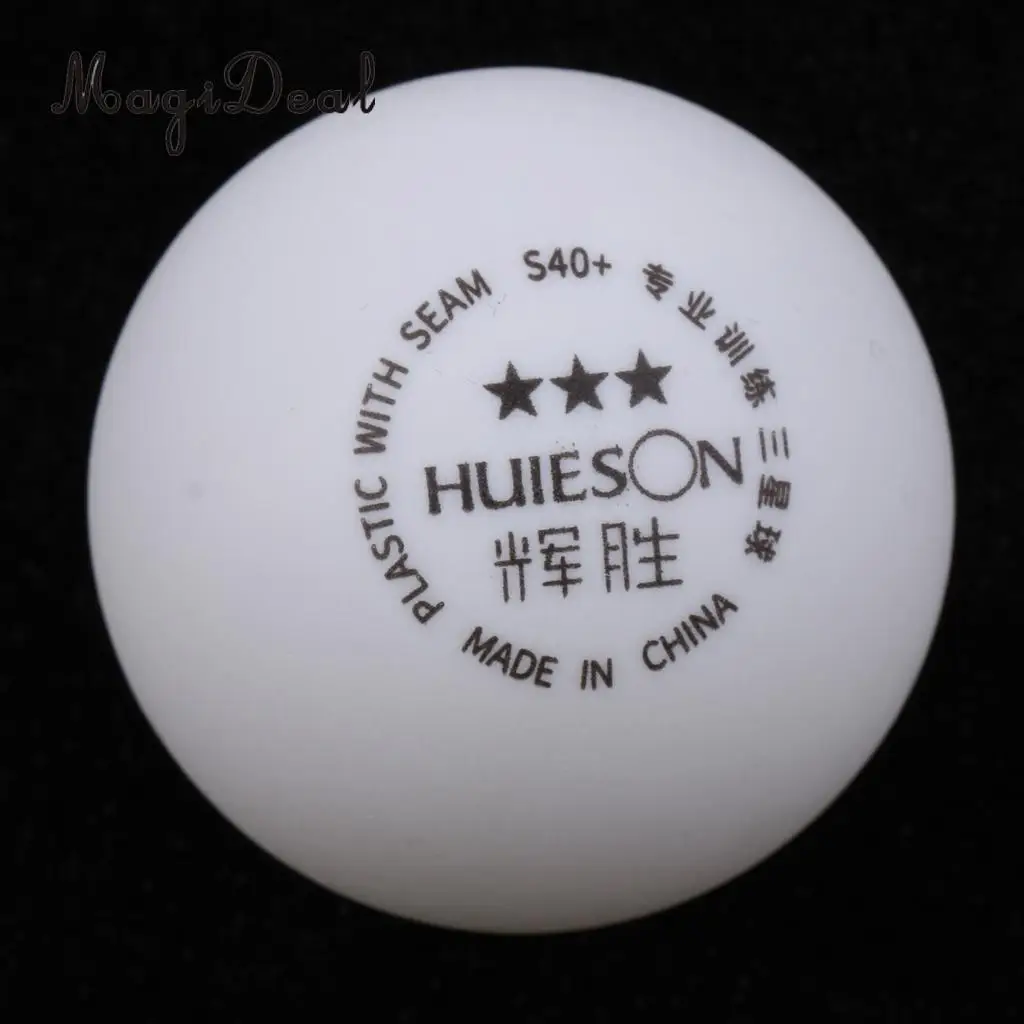 MagiDeal
PLASTIC WITH SEAM S40+ 专业训练三星球
★★★
HUIESON
辉胜
MADE IN CHINA